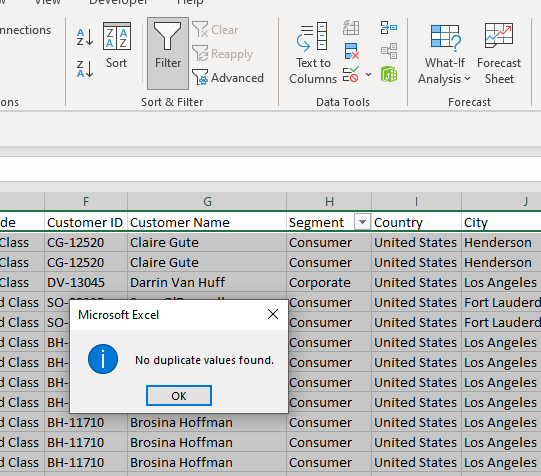 Developer Help
nnections
Sort
Filter
Clear
Reapply
Advanced
Text to
Columns
What-If
Analysis
Forecast
Sheet
ons
Sort & Filter
Data Tools
Forecast
F G H I J
de Customer ID Customer Name Segment Country City
Class CG-12520 Claire Gute Consumer United States Henderson
Class CG-12520 Claire Gute Consumer United States Henderson
Class DV-13045 Darrin Van Huff Corporate United States Los Angeles
d Class SO- Consumer United States Fort Lauderd
d Class SO- Consumer United States Fort Lauderd
d Class BH- Consumer United States Los Angeles
d Class BH- Consumer United States Los Angeles
d Class BH- Consumer United States Los Angeles
d Class BH- Consumer United States Los Angeles
d Class BH-11710 Brosina Hoffman Consumer United States Los Angeles
d Class BH-11710 Brosina Hoffman Consumer United States Los Angeles
d Class BH-11710 Brosina Hoffman Consumer United States Los Angeles
Microsoft Excel
No duplicate values found.
OK